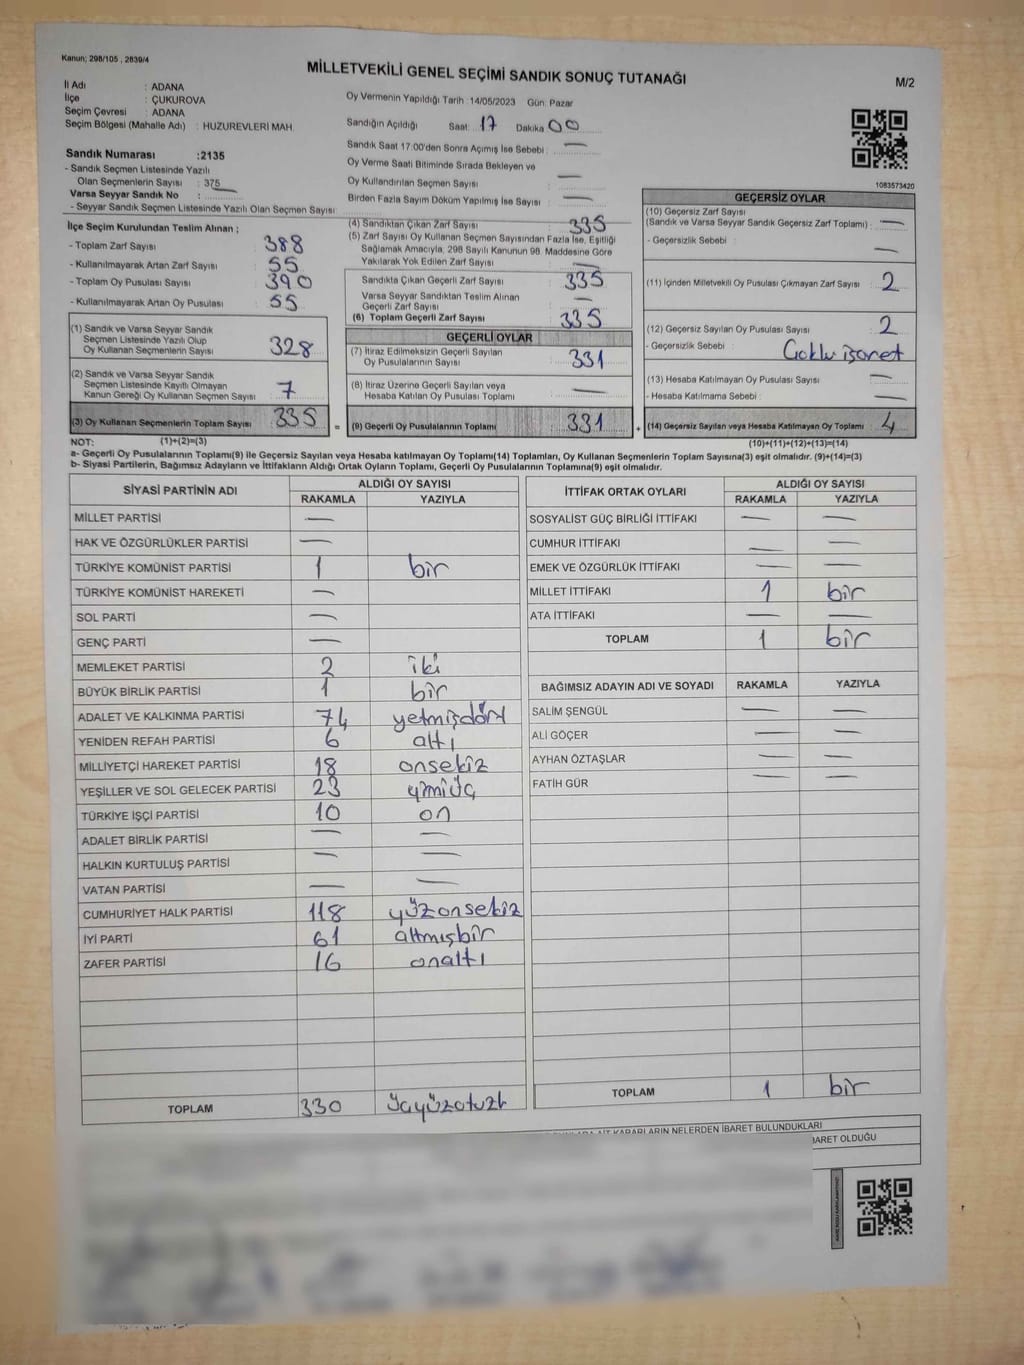 Kanun; 298/105 , 2839/4
MİLLETVEKİLİ GENEL SEÇİMİ SANDIK SONUÇ TUTANAĞI
M/2
İl Adı : ADANA
İlçe : ÇUKUROVA
Seçim Çevresi : ADANA
Seçim Bölgesi (Mahalle Adı) : HUZUREVLERİ MAH.
Oy Vermenin Yapıldığı Tarih :14/05/2023 Gün: Pazar
Sandığın Açıldığı Saat: 17 Dakika 00
Sandık Saat 17.00'den Sonra Açımış İse Sebebi : —
Oy Verme Saati Bitiminde Sırada Bekleyen ve
Oy Kullandırılan Seçmen Sayısı : —
Birden Fazla Sayım Döküm Yapılmış İse Sayısı : —
Sandık Numarası :2135
- Sandık Seçmen Listesinde Yazılı
Olan Seçmenlerin Sayısı : 375
Varsa Seyyar Sandık No :
- Seyyar Sandık Seçmen Listesinde Yazılı Olan Seçmen Sayısı :
1083573420
İlçe Seçim Kurulundan Teslim Alınan ;
- Toplam Zarf Sayısı : 388
- Kullanılmayarak Artan Zarf Sayısı : 55
- Toplam Oy Pusulası Sayısı : 390
- Kullanılmayarak Artan Oy Pusulası : 55
(1) Sandık ve Varsa Seyyar Sandık
Seçmen Listesinde Yazılı Olup
Oy Kullanan Seçmenlerin Sayısı : 328
(2) Sandık ve Varsa Seyyar Sandık
Seçmen Listesinde Kayıtlı Olmayan
Kanun Gereği Oy Kullanan Seçmen Sayısı : 7
(3) Oy Kullanan Seçmenlerin Toplam Sayısı : 335
(4) Sandıktan Çıkan Zarf Sayısı : 335
(5) Zarf Sayısı Oy Kullanan Seçmen Sayısından Fazla İse, Eşitliği
Sağlamak Amacıyla, 298 Sayılı Kanunun 98. Maddesine Göre
Yakılarak Yok Edilen Zarf Sayısı : —
Sandıkta Çıkan Geçerli Zarf Sayısı : 335
Varsa Seyyar Sandıktan Teslim Alınan
Geçerli Zarf Sayısı : —
(6) Toplam Geçerli Zarf Sayısı : 335
GEÇERLİ OYLAR
(7) İtiraz Edilmeksizin Geçerli Sayılan
Oy Pusulalarının Sayısı : 331
(8) İtiraz Üzerine Geçerli Sayılan veya
Hesaba Katılan Oy Pusulası Toplamı : —
= (9) Geçerli Oy Pusulalarının Toplamı : 331
GEÇERSİZ OYLAR
(10) Geçersiz Zarf Sayısı
(Sandık ve Varsa Seyyar Sandık Geçersiz Zarf Toplamı) : —
- Geçersizlik Sebebi : —
(11) İçinden Milletvekili Oy Pusulası Çıkmayan Zarf Sayısı : 2
(12) Geçersiz Sayılan Oy Pusulası Sayısı : 2
- Geçersizlik Sebebi : Çoklu işaret
(13) Hesaba Katılmayan Oy Pusulası Sayısı : —
- Hesaba Katılmama Sebebi : —
+ (14) Geçersiz Sayılan veya Hesaba Katılmayan Oy Toplamı : 4
NOT: (1)+(2)=(3)
(10)+(11)+(12)+(13)=(14)
a- Geçerli Oy Pusulalarının Toplamı(9) ile Geçersiz Sayılan veya Hesaba katılmayan Oy Toplamı(14) Toplamları, Oy Kullanan Seçmenlerin Toplam Sayısına(3) eşit olmalıdır. (9)+(14)=(3)
b- Siyasi Partilerin, Bağımsız Adayların ve İttifakların Aldığı Ortak Oyların Toplamı, Geçerli Oy Pusulalarının Toplamına(9) eşit olmalıdır.
SİYASİ PARTİNİN ADI ALDIĞI OY SAYISI
RAKAMLA YAZIYLA
MİLLET PARTİSİ —
HAK VE ÖZGÜRLÜKLER PARTİSİ —
TÜRKİYE KOMÜNİST PARTİSİ 1 bir
TÜRKİYE KOMÜNİST HAREKETİ —
SOL PARTİ —
GENÇ PARTİ —
MEMLEKET PARTİSİ 2 iki
BÜYÜK BİRLİK PARTİSİ 1 bir
ADALET VE KALKINMA PARTİSİ 74 yetmişdört
YENİDEN REFAH PARTİSİ 6 altı
MİLLİYETÇİ HAREKET PARTİSİ 18 onsekiz
YEŞİLLER VE SOL GELECEK PARTİSİ 23
TÜRKİYE İŞÇİ PARTİSİ 10 on
ADALET BİRLİK PARTİSİ — —
HALKIN KURTULUŞ PARTİSİ — —
VATAN PARTİSİ — —
CUMHURİYET HALK PARTİSİ 118 yüzonsekiz
İYİ PARTİ 61 altmışbir
ZAFER PARTİSİ 16 onaltı
TOPLAM 330
İTTİFAK ORTAK OYLARI ALDIĞI OY SAYISI
RAKAMLA YAZIYLA
SOSYALİST GÜÇ BİRLİĞİ İTTİFAKI — —
CUMHUR İTTİFAKI — —
EMEK VE ÖZGÜRLÜK İTTİFAKI — —
MİLLET İTTİFAKI 1 bir
ATA İTTİFAKI — —
TOPLAM 1 bir
BAĞIMSIZ ADAYIN ADI VE SOYADI RAKAMLA YAZIYLA
SALİM ŞENGÜL — —
ALİ GÖÇER — —
AYHAN ÖZTAŞLAR — —
FATİH GÜR — —
TOPLAM 1 bir
KARARLARIN NELERDEN İBARET BULUNDUKLARI
OLDUĞU